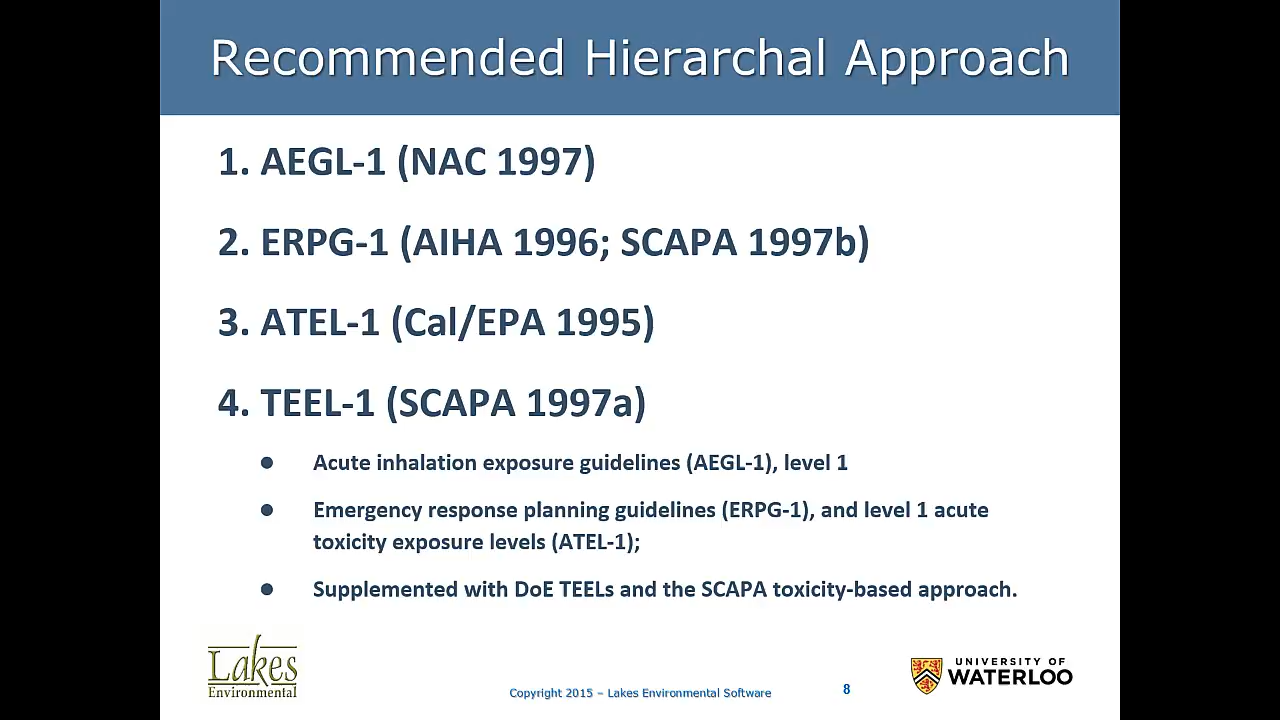 Recommended Hierarchal Approach
1. AEGL-1 (NAC 1997)
2. ERPG-1 (AIHA 1996; SCAPA 1997b)
3. ATEL-1 (Cal/EPA 1995)
4. TEEL-1 (SCAPA 1997a)
● Acute inhalation exposure guidelines (AEGL-1), level 1
● Emergency response planning guidelines (ERPG-1), and level 1 acute
toxicity exposure levels (ATEL-1);
● Supplemented with DoE TEELs and the SCAPA toxicity-based approach.
Lakes
Environmental
Copyright 2015 – Lakes Environmental Software
8
UNIVERSITY OF
WATERLOO